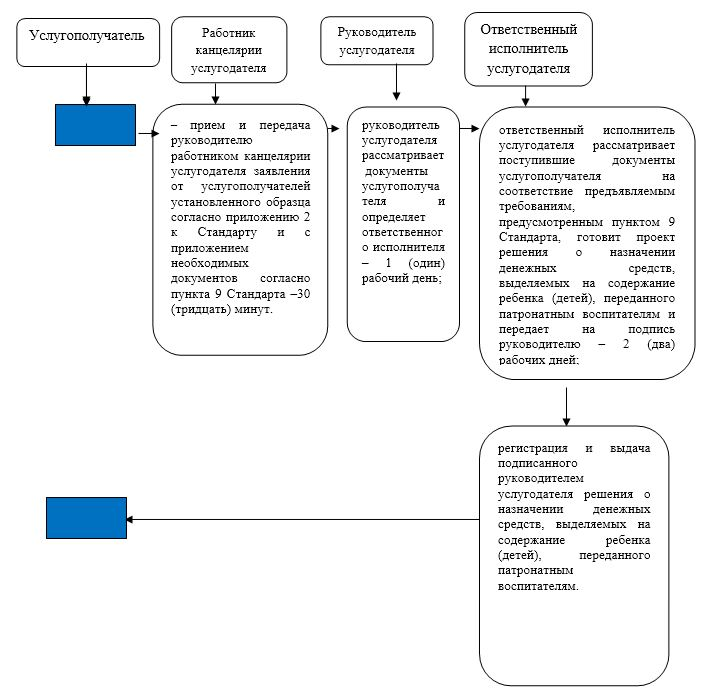 Услугополучатель
Работник
канцелярии
услугодателя
Руководитель
услугодателя
Ответственный
исполнитель
услугодателя
– прием и передача
руководителю
работником канцелярии
услугодателя заявления
от услугополучателей
установленного образца
согласно приложению 2
к Стандарту и с
приложением
необходимых
документов согласно
пункта 9 Стандарта –30
(тридцать) минут.
руководитель
услугодателя
рассматривает
документы
услугополуча
теля и
определяет
ответственног
о исполнителя
– 1 (один)
рабочий день;
ответственный исполнитель
услугодателя рассматривает
поступившие документы
услугополучателя на
соответствие предъявляемым
требованиям,
предусмотренным пунктом 9
Стандарта, готовит проект
решения о назначении
денежных средств,
выделяемых на содержание
ребенка (детей), переданного
патронатным воспитателям и
передает на подпись
руководителю – 2 (два)
рабочих дней;
регистрация и выдача
подписанного
руководителем
услугодателя решения о
назначении денежных
средств, выделяемых на
содержание ребенка
(детей), переданного
патронатным
воспитателям.